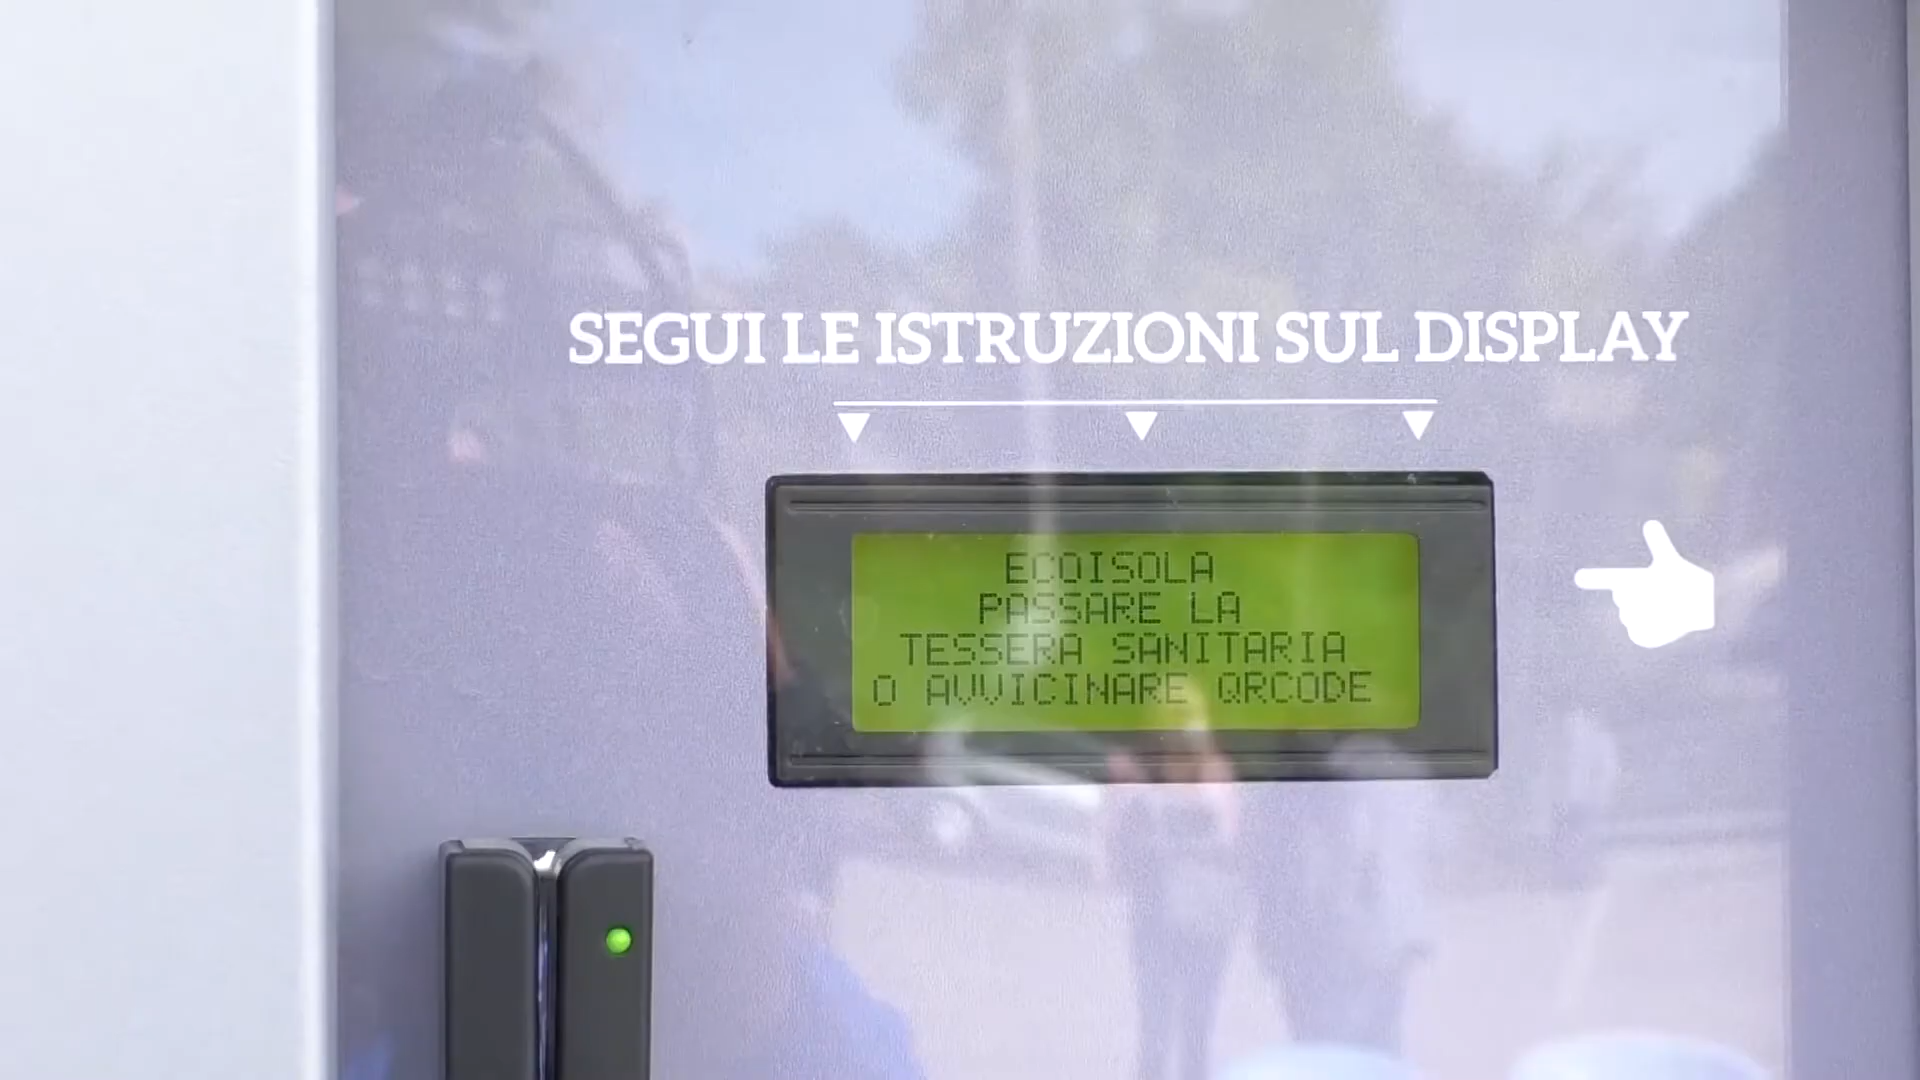 SEGUI LE ISTRUZIONI SUL DISPLAY
ECOISOLA
PASSARE LA
TESSERA SANITARIA
O AVVICINARE QRCODE